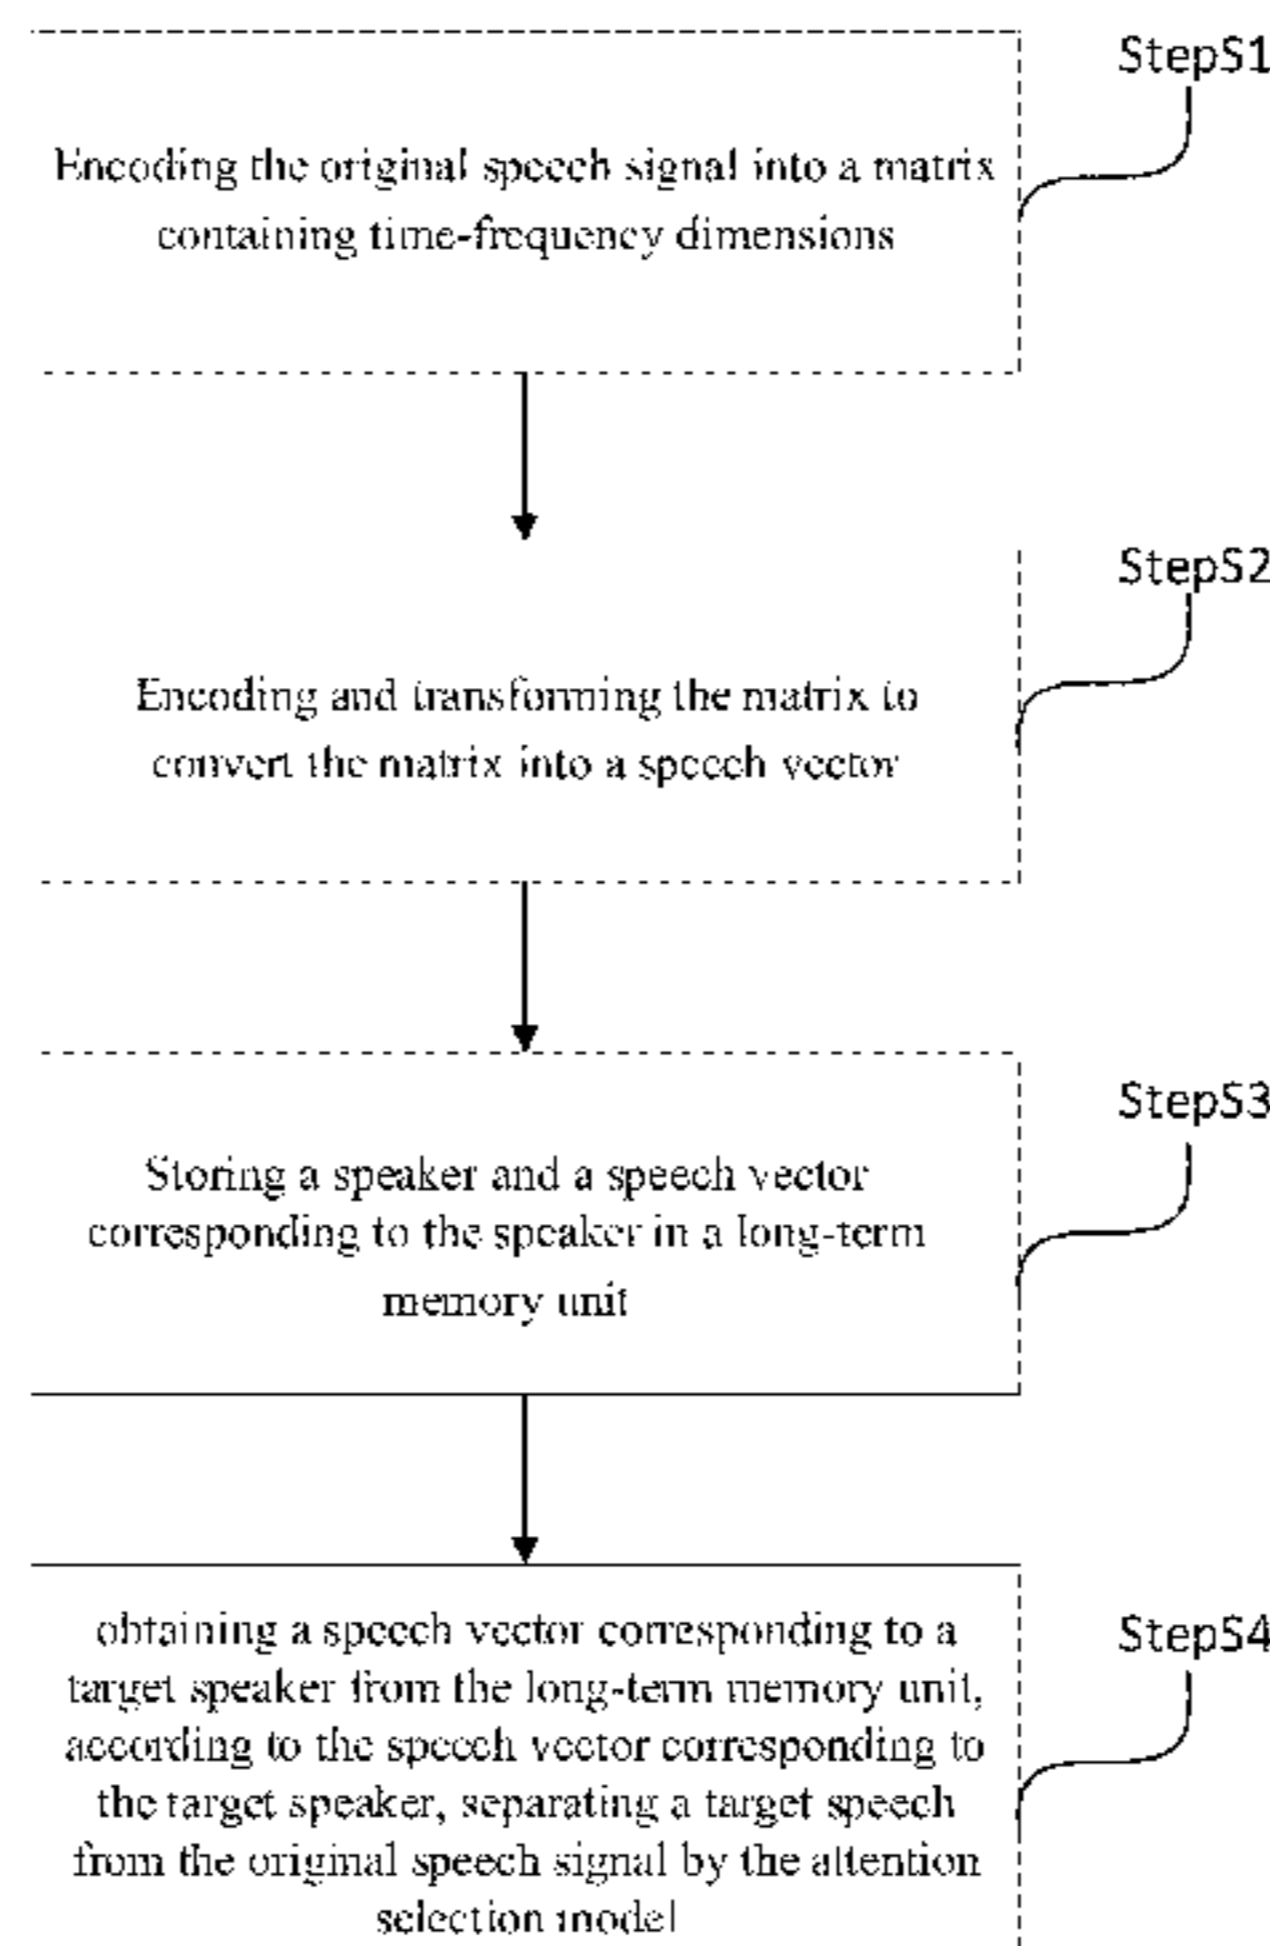 StepS1
Encoding the original speech signal into a matrix
containing time-frequency dimensions
StepS2
Encoding and transforming the matrix to
convert the matrix into a speech vector
StepS3
Storing a speaker and a speech vector
corresponding to the speaker in a long-term
memory unit
StepS4
obtaining a speech vector corresponding to a
target speaker from the long-term memory unit,
according to the speech vector corresponding to
the target speaker, separating a target speech
from the original speech signal by the attention
selection model